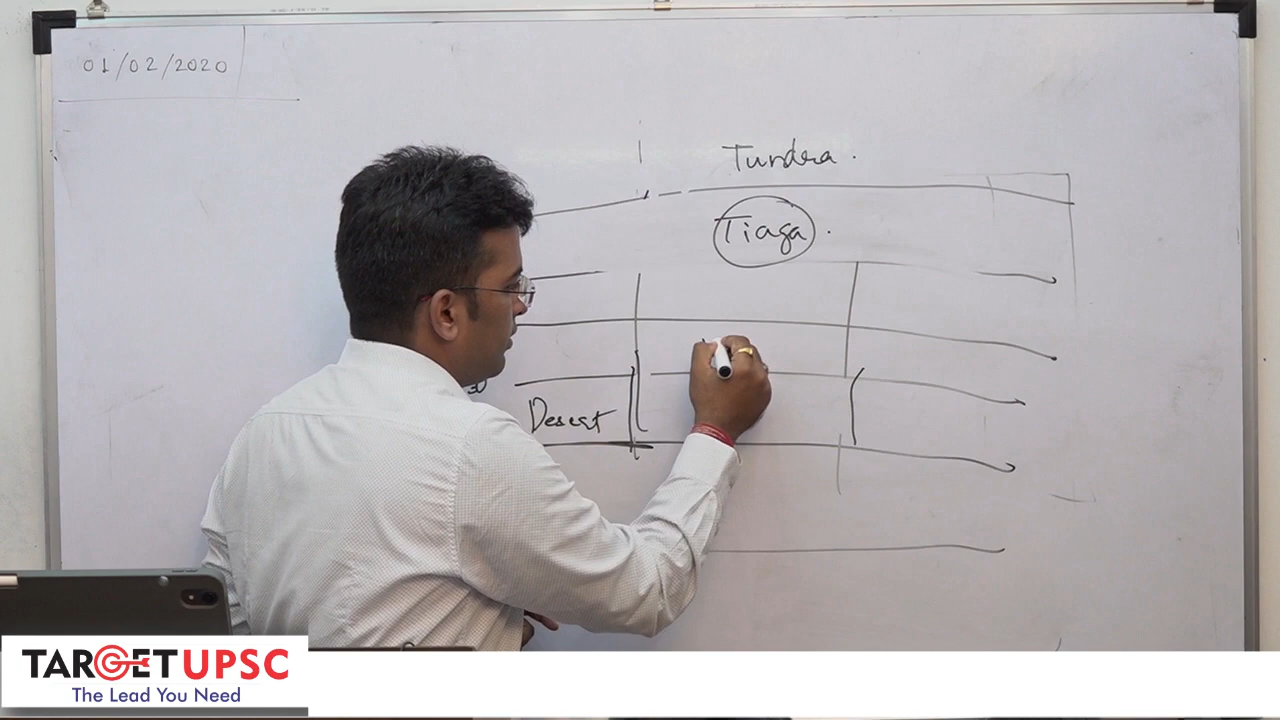 01/02/2020
Tundra.
Tiaga.
Desert
TARGET UPSC
The Lead You Need